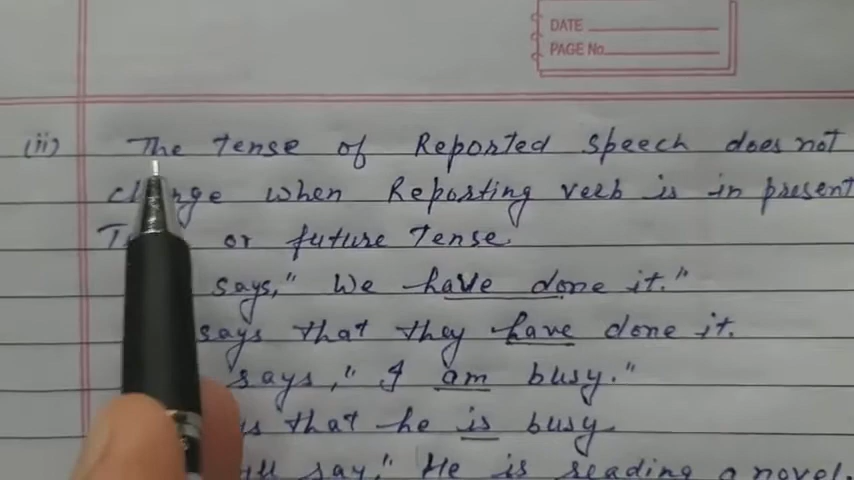 DATE
PAGE No
(ii) The tense of Reported speech does not
change when Reporting verb is in present
or future Tense.
says," We have done it."
says that they have done it.
says," I am busy."
that he is busy.
say," He is reading a novel.